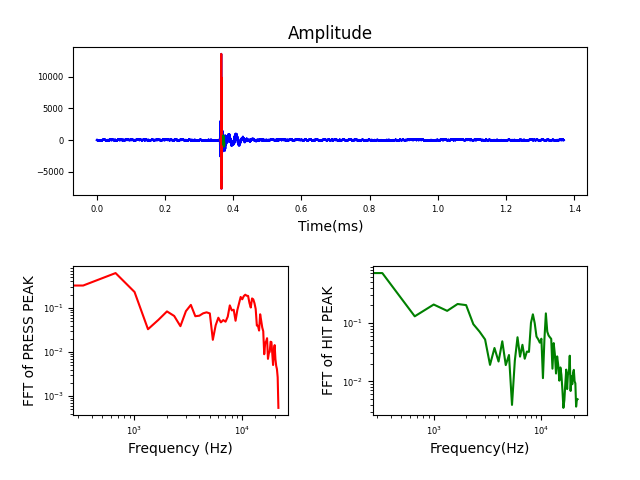 Amplitude
10000
5000
0
−5000
0.0 0.2 0.4 0.6 0.8 1.0 1.2 1.4
Time(ms)
FFT of PRESS PEAK
10⁻¹
10⁻²
10⁻³
10³ 10⁴
Frequency (Hz)
FFT of HIT PEAK
10⁻¹
10⁻²
10³ 10⁴
Frequency(Hz)